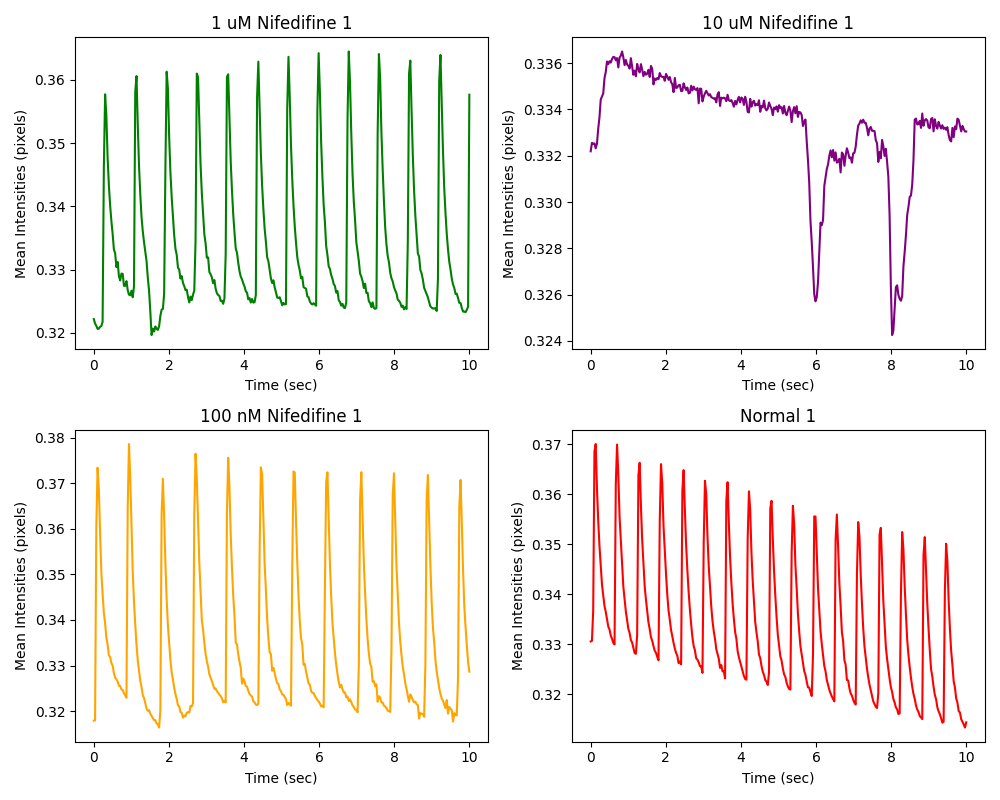 1 uM Nifedifine 1
Mean Intensities (pixels)
0.36
0.35
0.34
0.33
0.32
0 2 4 6 8 10
Time (sec)
10 uM Nifedifine 1
Mean Intensities (pixels)
0.336
0.334
0.332
0.330
0.328
0.326
0.324
0 2 4 6 8 10
Time (sec)
100 nM Nifedifine 1
Mean Intensities (pixels)
0.38
0.37
0.36
0.35
0.34
0.33
0.32
0 2 4 6 8 10
Time (sec)
Normal 1
Mean Intensities (pixels)
0.37
0.36
0.35
0.34
0.33
0.32
0 2 4 6 8 10
Time (sec)